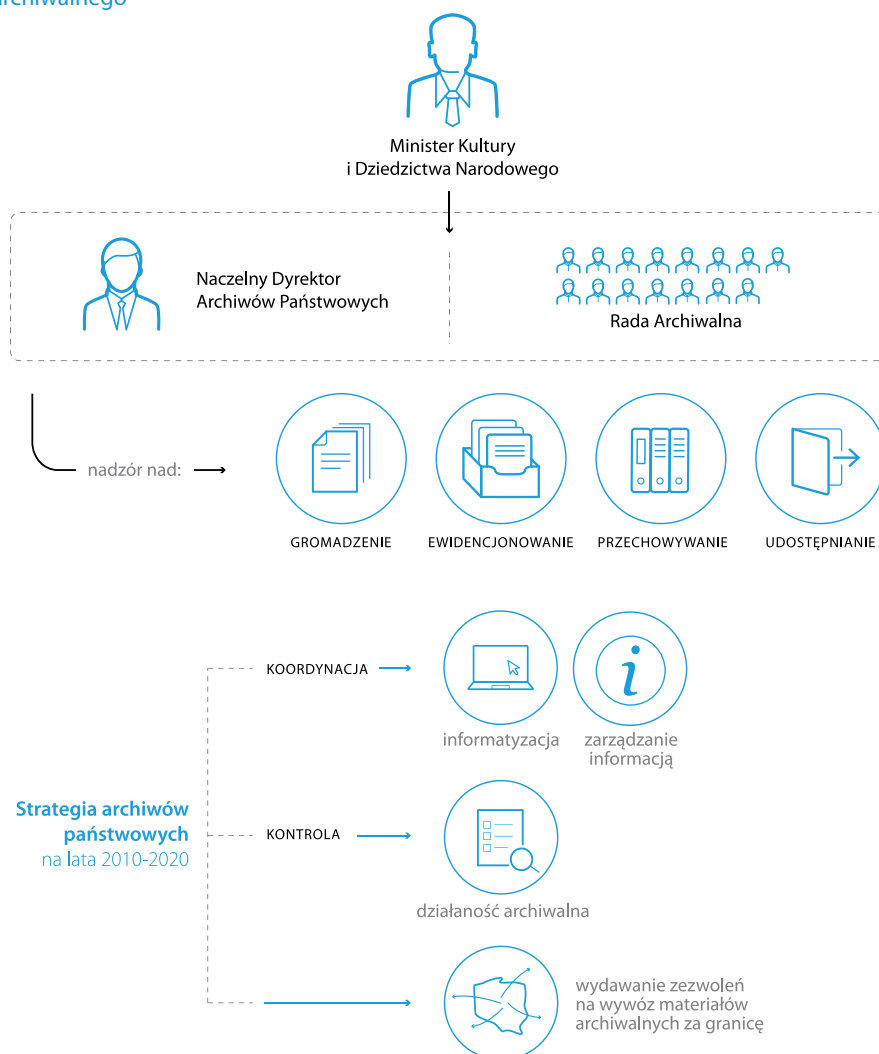 archiwalnego
Minister Kultury
i Dziedzictwa Narodowego
Naczelny Dyrektor
Archiwów Państwowych
Rada Archiwalna
nadzór nad:
GROMADZENIE
EWIDENCJONOWANIE
PRZECHOWYWANIE
UDOSTĘPNIANIE
KOORDYNACJA
informatyzacja
zarządzanie
informacją
Strategia archiwów
państwowych
na lata 2010-2020
KONTROLA
działaność archiwalna
wydawanie zezwoleń
na wywóz materiałów
archiwalnych za granicę